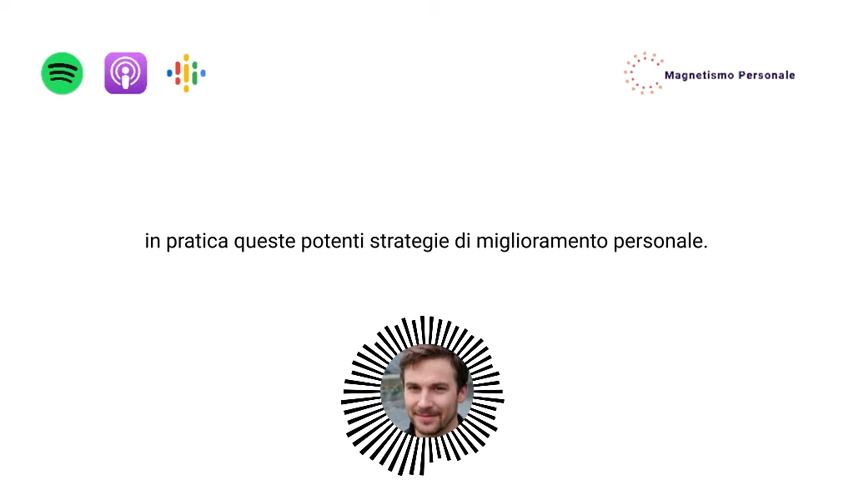 Magnetismo Personale
in pratica queste potenti strategie di miglioramento personale.